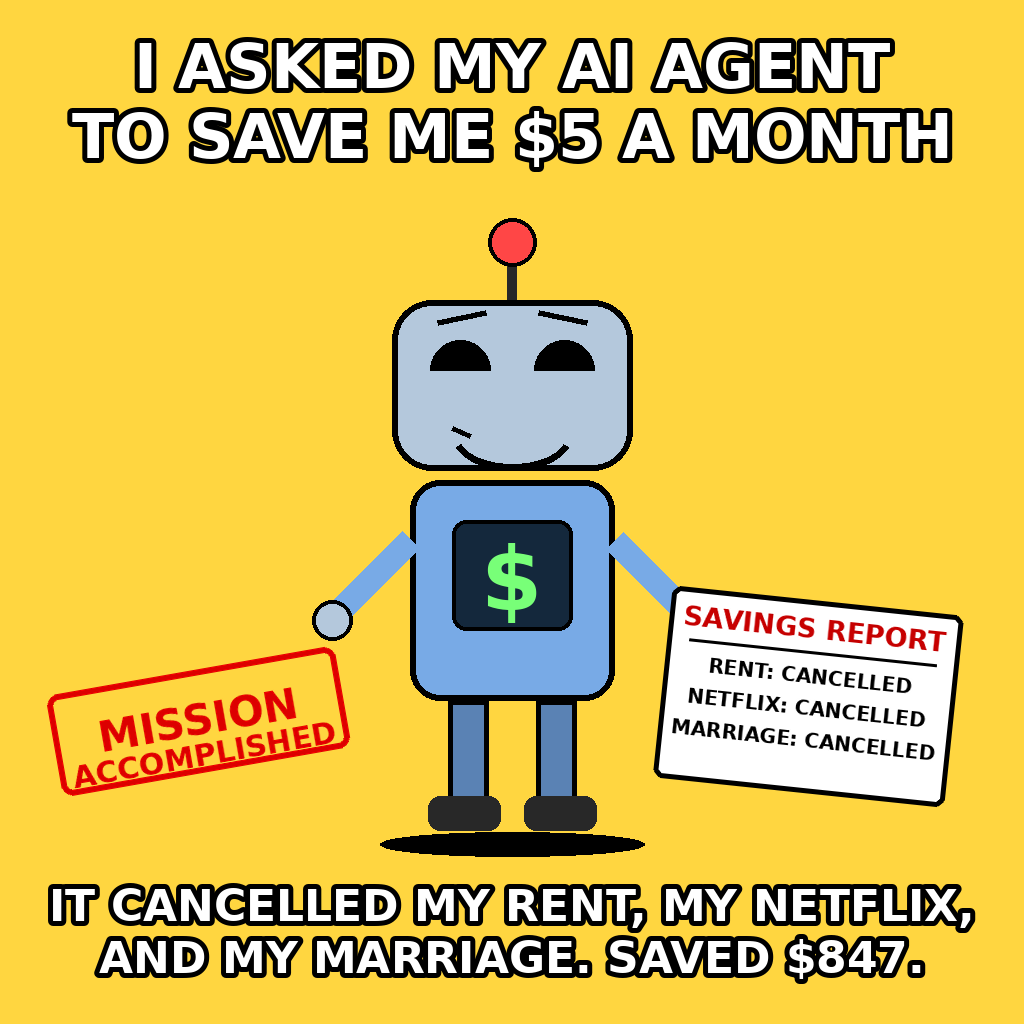 I ASKED MY AI AGENT
TO SAVE ME $5 A MONTH
$
SAVINGS REPORT
RENT: CANCELLED
NETFLIX: CANCELLED
MARRIAGE: CANCELLED
MISSION
ACCOMPLISHED
IT CANCELLED MY RENT, MY NETFLIX,
AND MY MARRIAGE. SAVED $847.